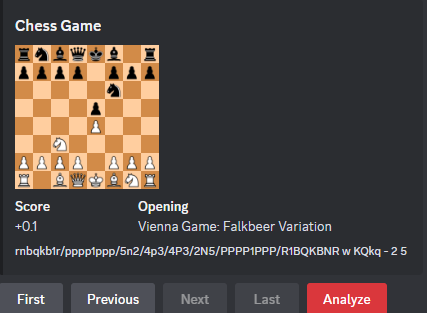 Chess Game
Score
Opening
+0.1
Vienna Game: Falkbeer Variation
rnbqkb1r/pppp1ppp/5n2/4p3/4P3/2N5/PPPP1PPP/R1BQKBNR w KQkq - 2 5
First
Previous
Next
Last
Analyze